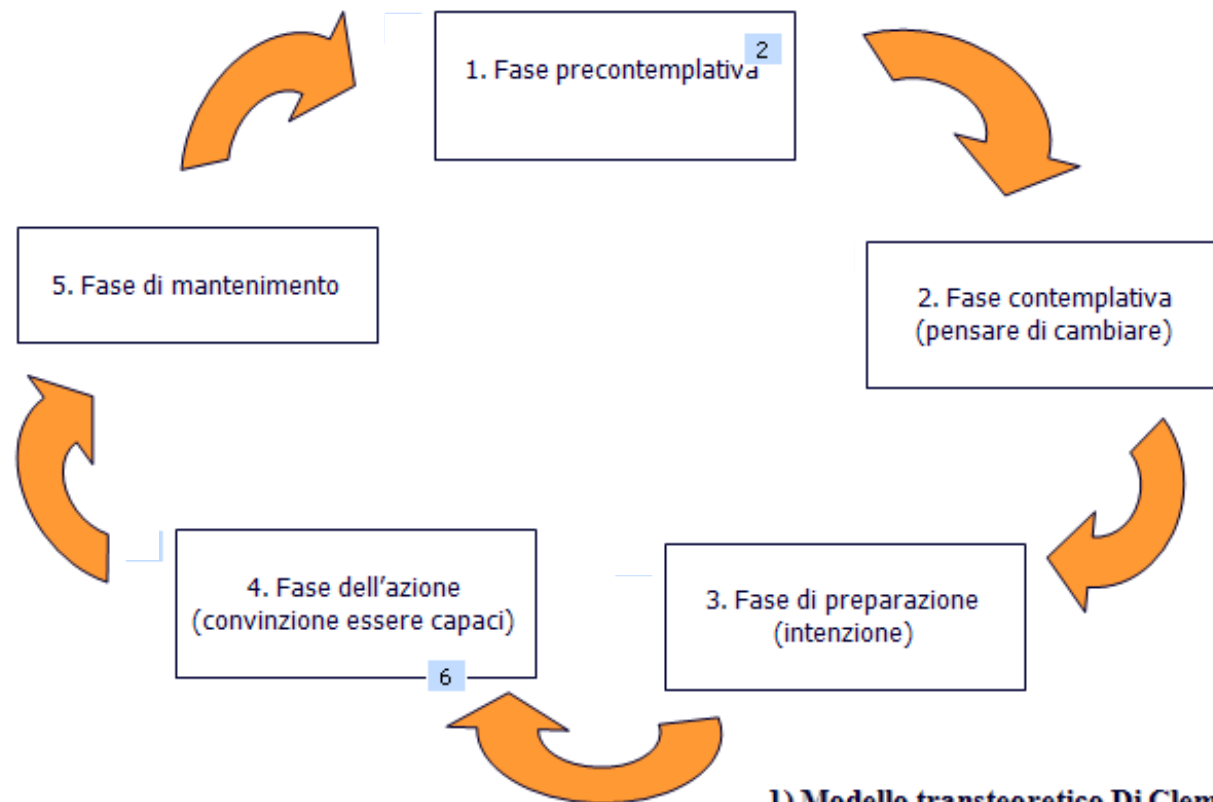 1. Fase precontemplativa
2
2. Fase contemplativa
(pensare di cambiare)
3. Fase di preparazione
(intenzione)
4. Fase dell'azione
(convinzione essere capaci)
6
5. Fase di mantenimento
1) Modello transteoretico Di